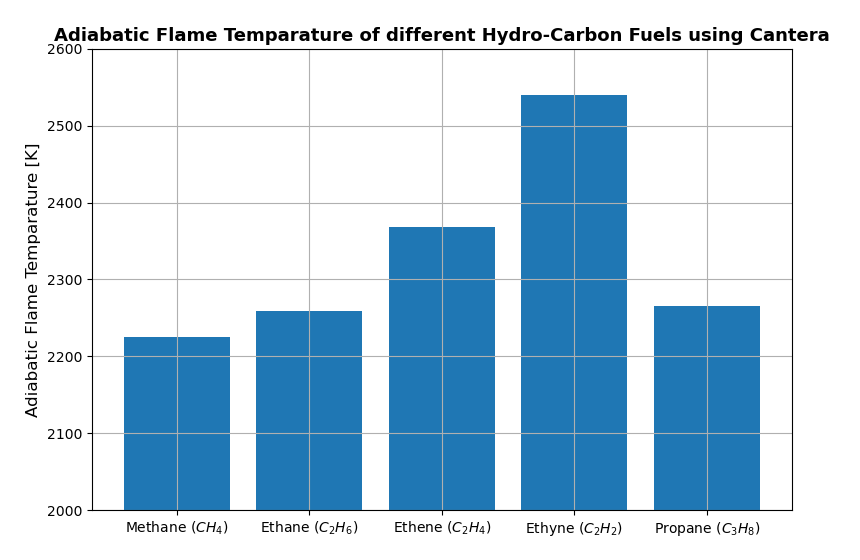 Adiabatic Flame Temparature of different Hydro-Carbon Fuels using Cantera
Adiabatic Flame Temparature [K]
2600
2500
2400
2300
2200
2100
2000
Methane (CH₄) Ethane (C₂H₆) Ethene (C₂H₄) Ethyne (C₂H₂) Propane (C₃H₈)